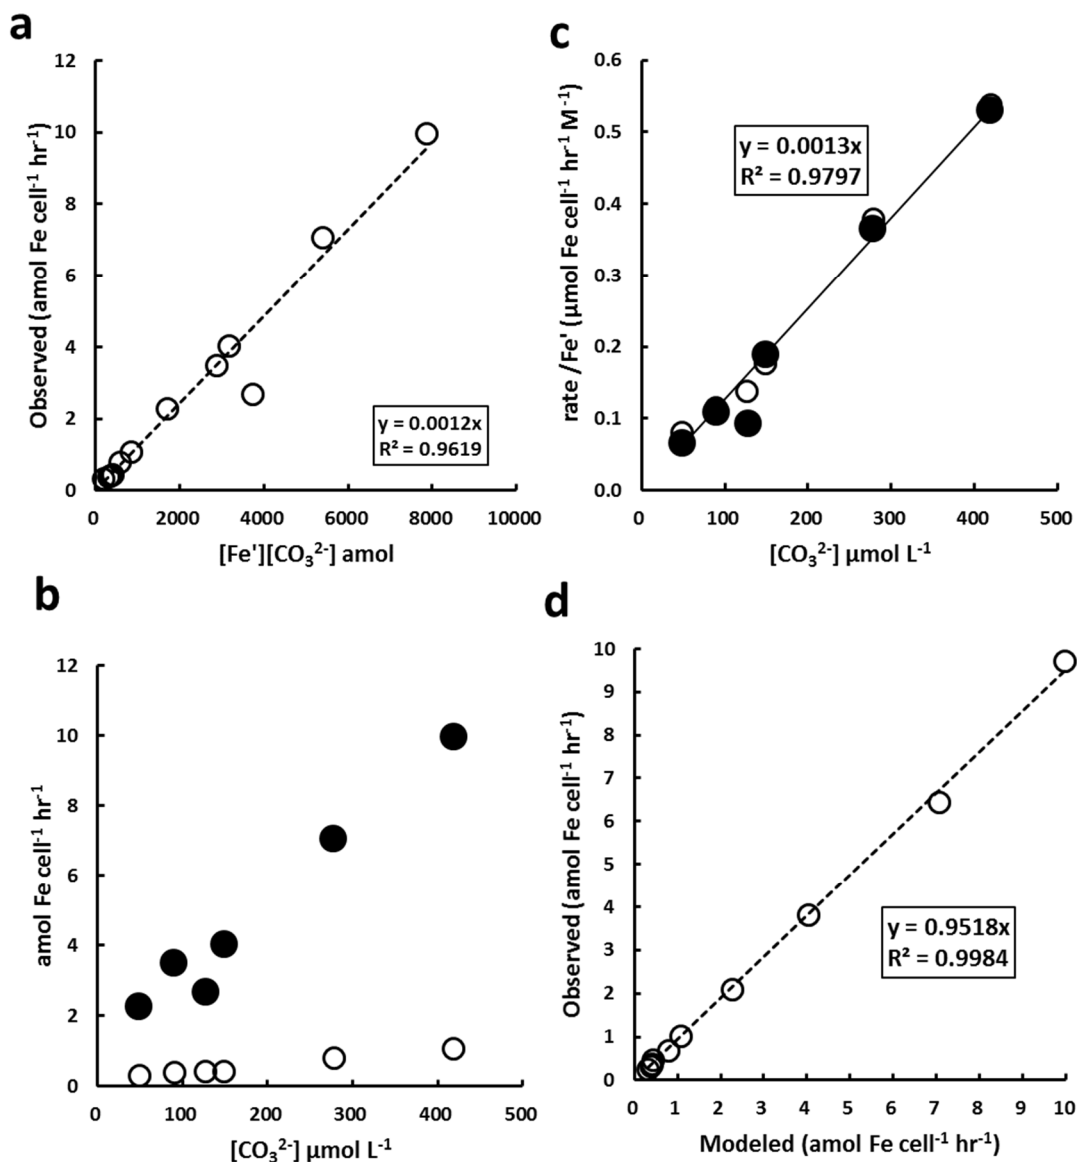 a
Observed (amol Fe cell⁻¹ hr⁻¹)
12
10
8
6
4
2
0
y = 0.0012x
R² = 0.9619
0 2000 4000 6000 8000 10000
[Fe'][CO₃²⁻] amol
c
rate /Fe' (µmol Fe cell⁻¹ hr⁻¹ M⁻¹)
0.6
0.5
0.4
0.3
0.2
0.1
0.0
y = 0.0013x
R² = 0.9797
0 100 200 300 400 500
[CO₃²⁻] µmol L⁻¹
b
amol Fe cell⁻¹ hr⁻¹
12
10
8
6
4
2
0
0 100 200 300 400 500
[CO₃²⁻] µmol L⁻¹
d
Observed (amol Fe cell⁻¹ hr⁻¹)
10
9
8
7
6
5
4
3
2
1
0
y = 0.9518x
R² = 0.9984
0 1 2 3 4 5 6 7 8 9 10
Modeled (amol Fe cell⁻¹ hr⁻¹)